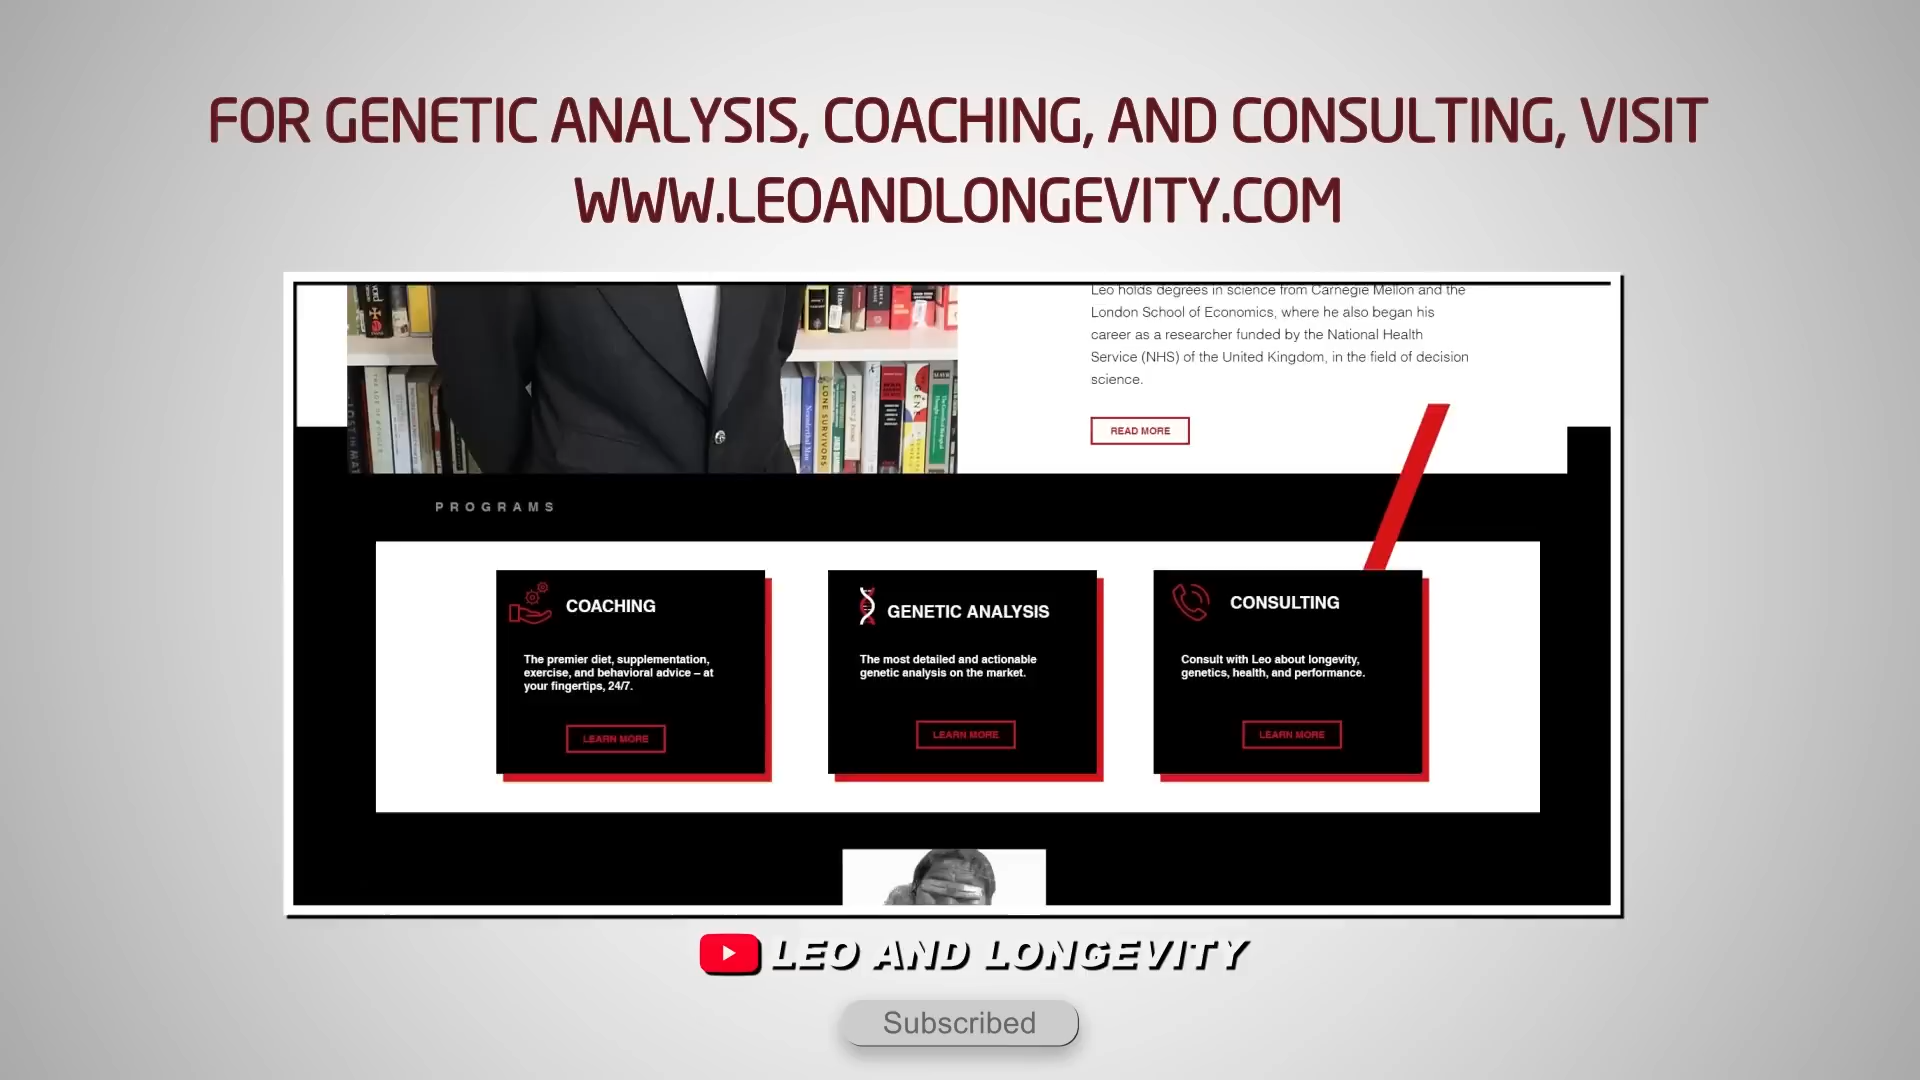 FOR GENETIC ANALYSIS, COACHING, AND CONSULTING, VISIT
WWW.LEOANDLONGEVITY.COM
Leo holds degrees in science from Carnegie Mellon and the
London School of Economics, where he also began his
career as a researcher funded by the National Health
Service (NHS) of the United Kingdom, in the field of decision
science.
READ MORE
LONE SURVIVORS
Neanderthal Man
PROGRAMS
COACHING
The premier diet, supplementation,
exercise, and behavioral advice – at
your fingertips, 24/7.
LEARN MORE
GENETIC ANALYSIS
The most detailed and actionable
genetic analysis on the market.
LEARN MORE
CONSULTING
Consult with Leo about longevity,
genetics, health, and performance.
LEARN MORE
LEO AND LONGEVITY
Subscribed